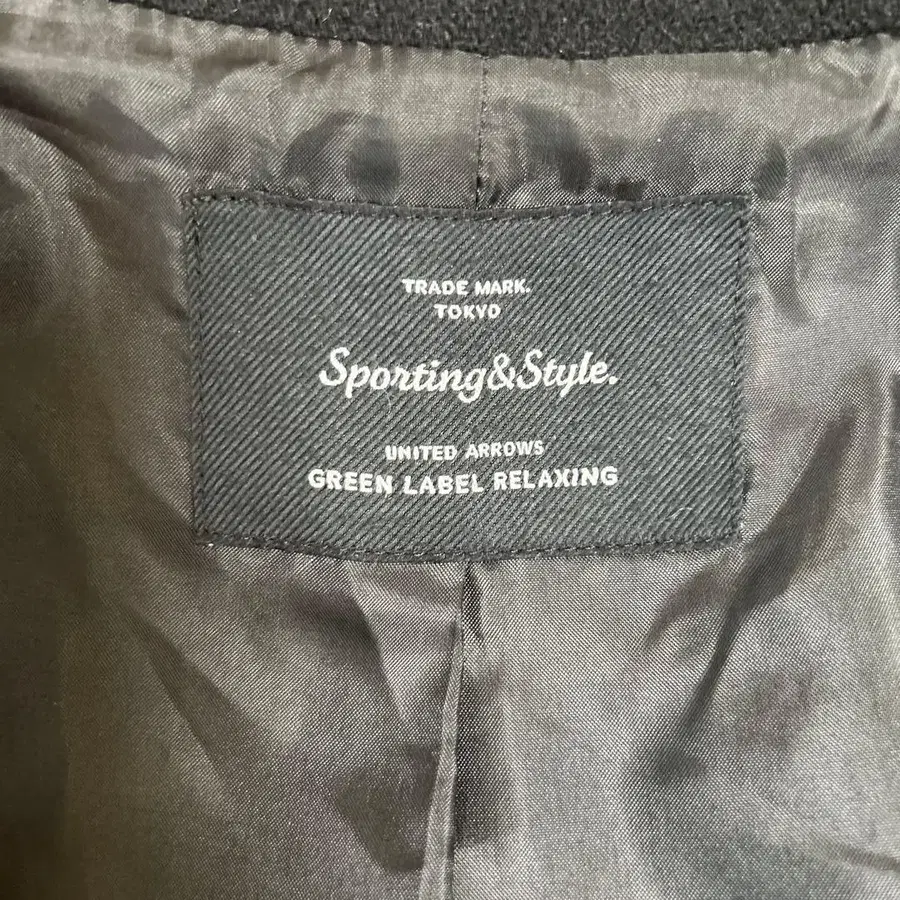 TRADE MARK.
TOKYO
Sporting&Style.
UNITED ARROWS
GREEN LABEL RELAXING